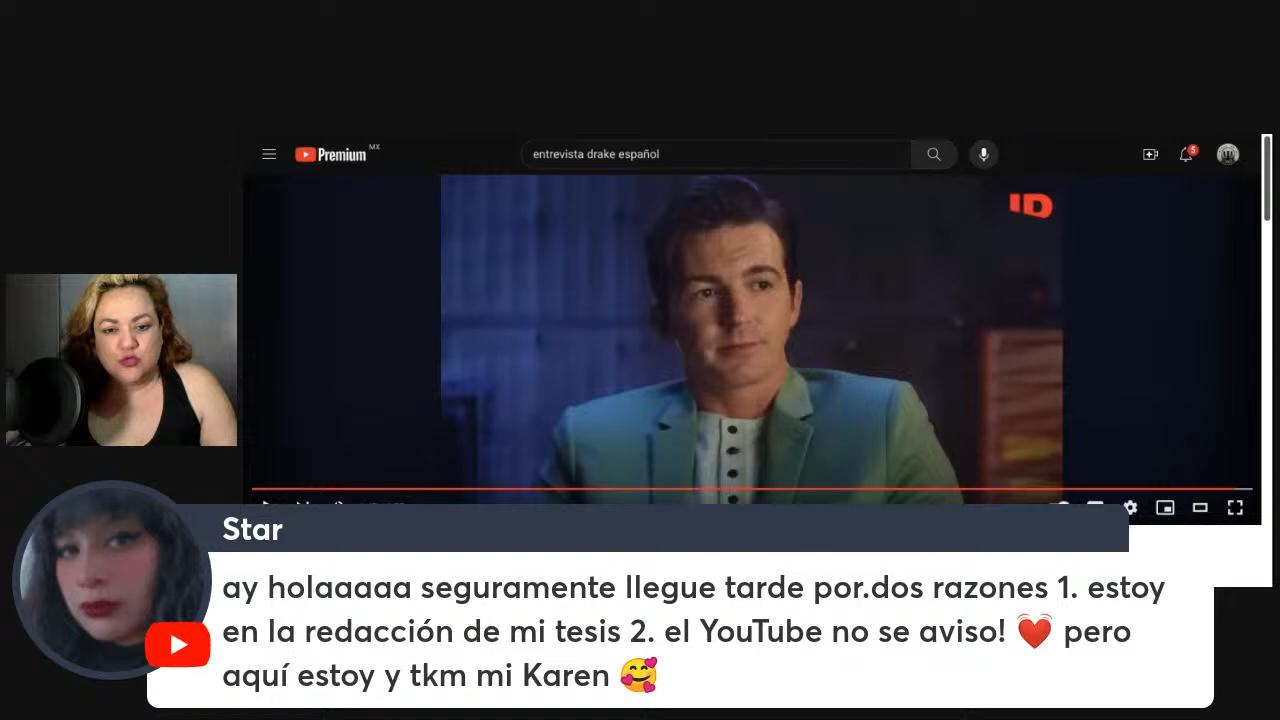 Premium MX
entrevista drake español
5
ID
Star
ay holaaaaa seguramente llegue tarde por.dos razones 1. estoy
en la redacción de mi tesis 2. el YouTube no se aviso! 💓 pero
aquí estoy y tkm mi Karen 🥰